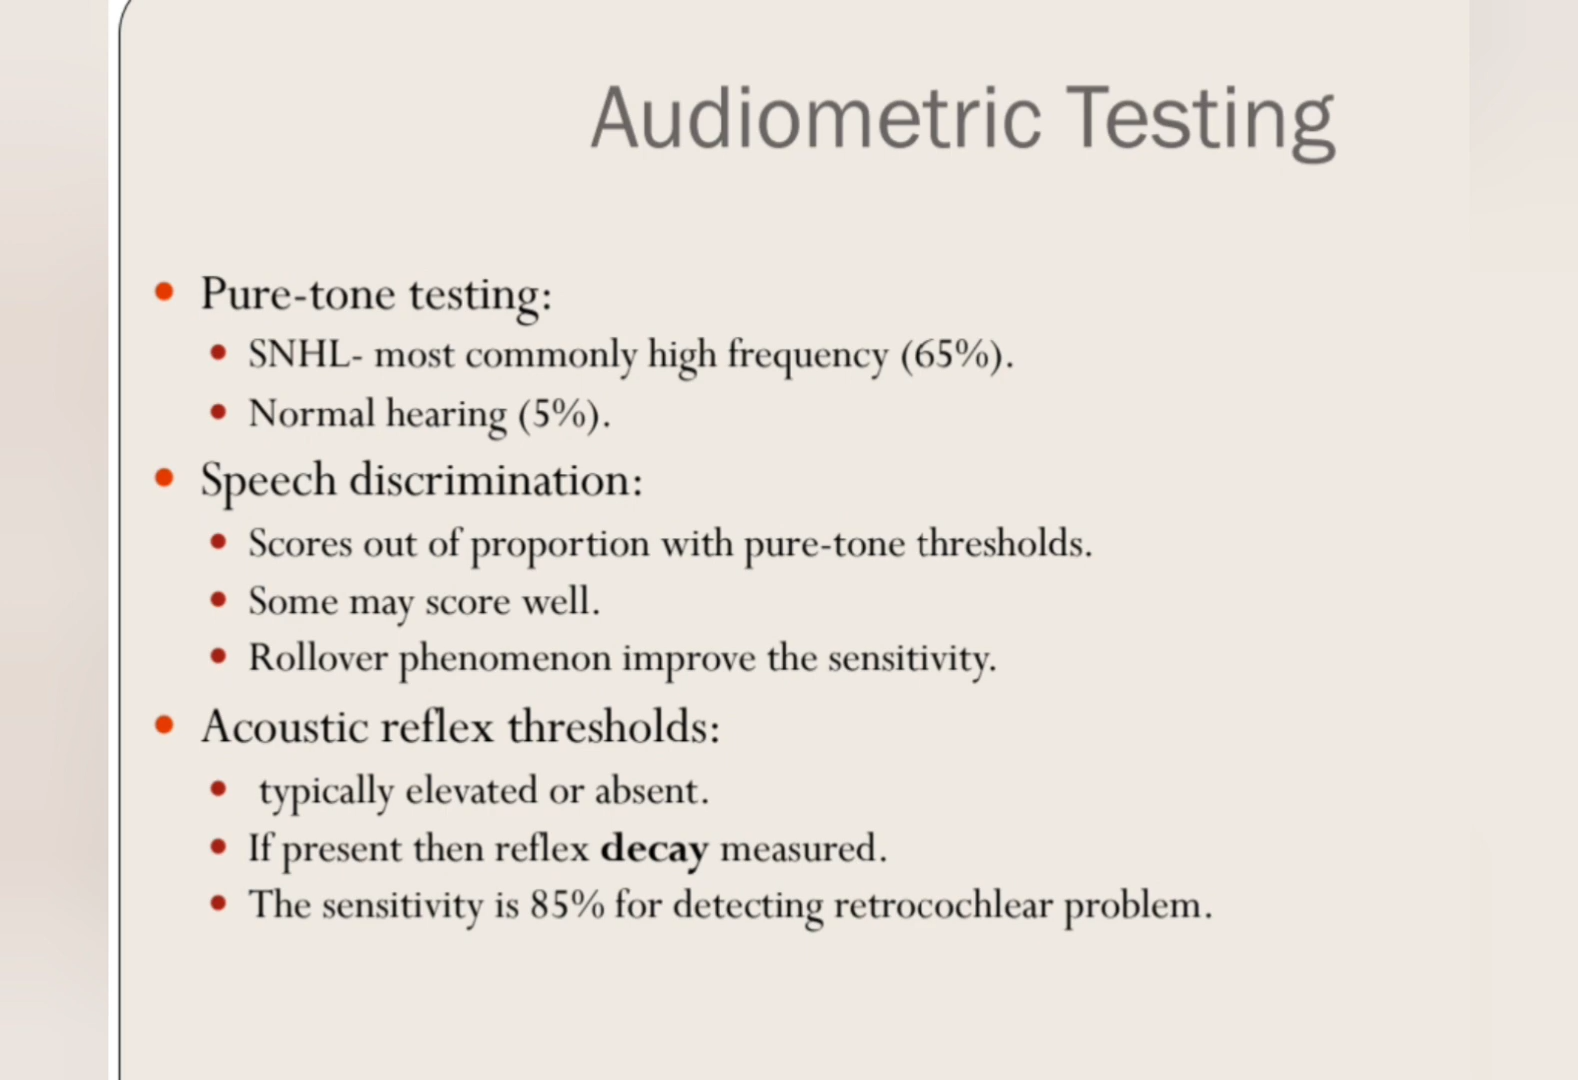 Audiometric Testing
• Pure-tone testing:
• SNHL- most commonly high frequency (65%).
• Normal hearing (5%).
• Speech discrimination:
• Scores out of proportion with pure-tone thresholds.
• Some may score well.
• Rollover phenomenon improve the sensitivity.
• Acoustic reflex thresholds:
• typically elevated or absent.
• If present then reflex decay measured.
• The sensitivity is 85% for detecting retrocochlear problem.